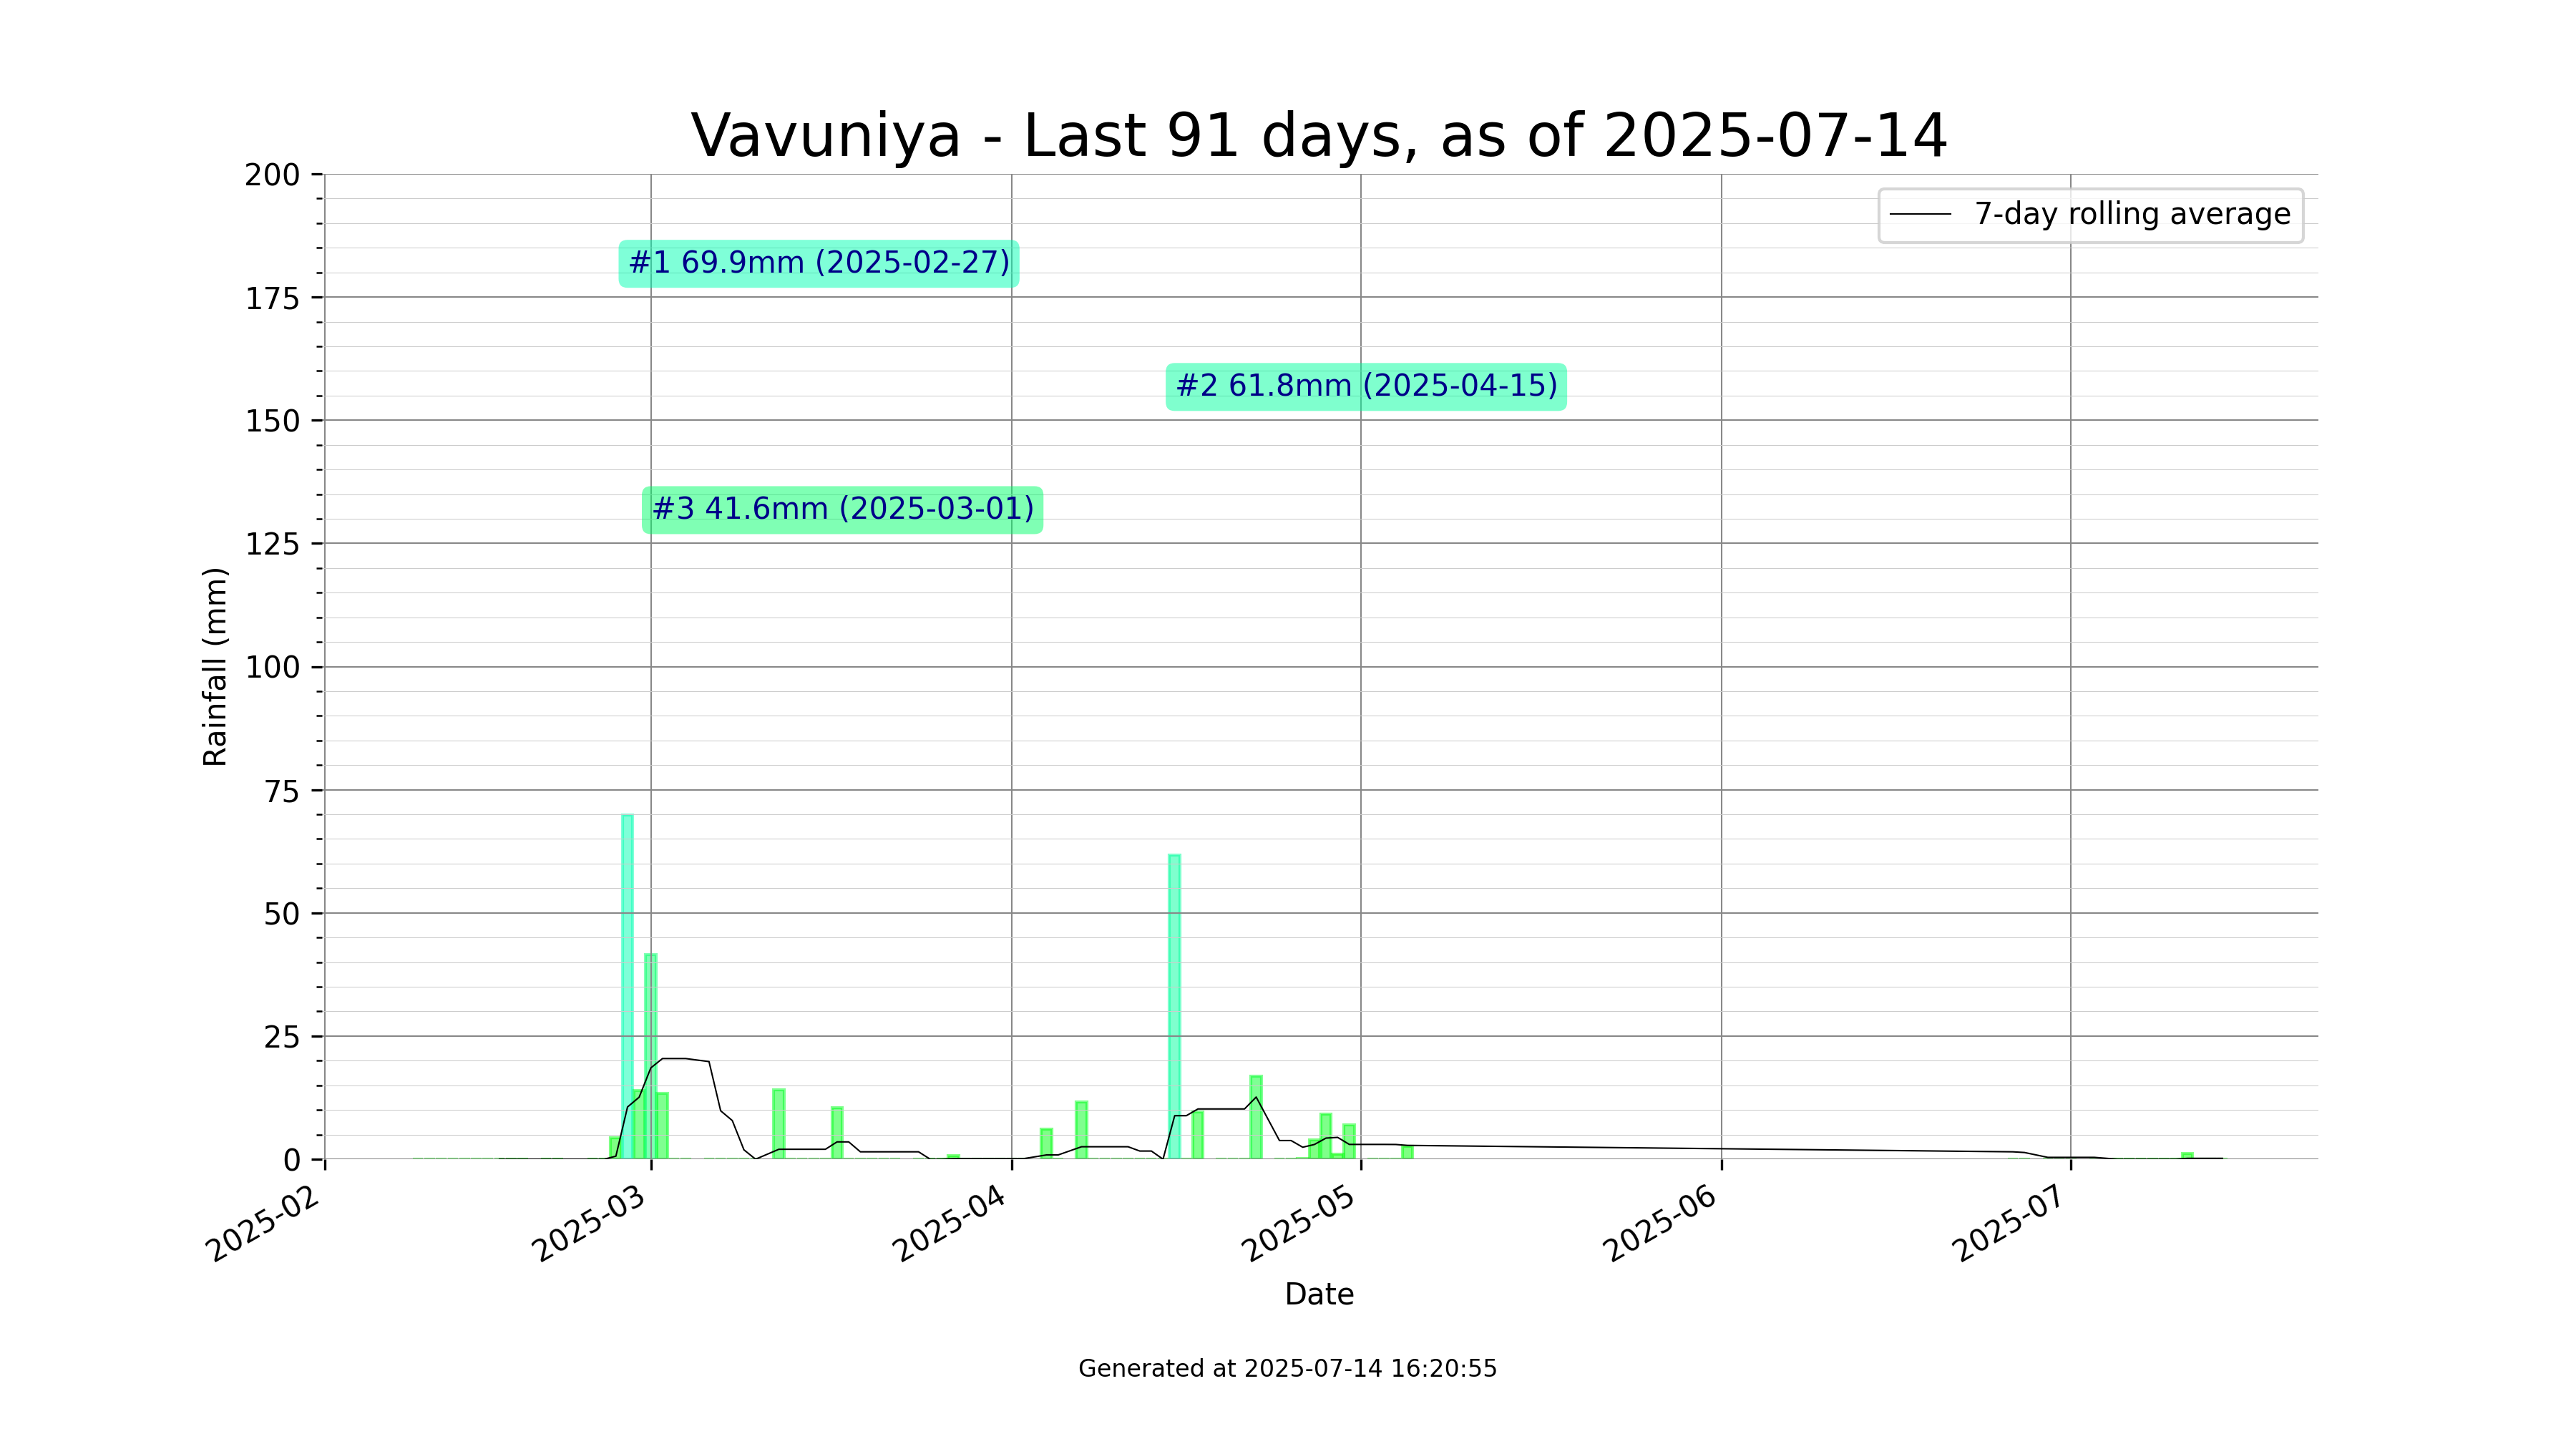 Vavuniya - Last 91 days, as of 2025-07-14
200
175
150
125
100
75
50
25
0
Rainfall (mm)
7-day rolling average
#1 69.9mm (2025-02-27)
#2 61.8mm (2025-04-15)
#3 41.6mm (2025-03-01)
2025-02
2025-03
2025-04
2025-05
2025-06
2025-07
Date
Generated at 2025-07-14 16:20:55